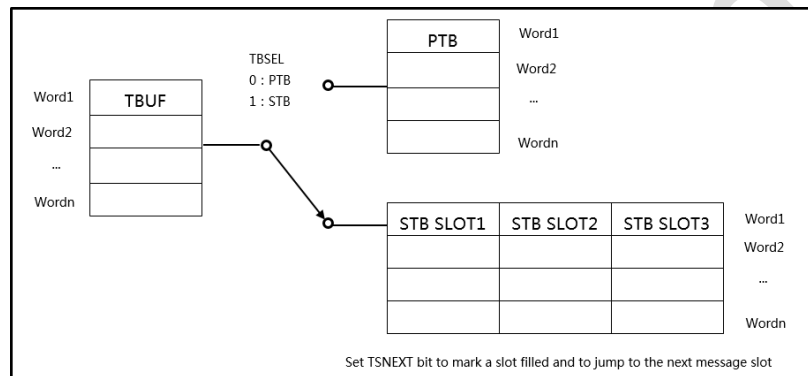 TBSEL
0 : PTB
1 : STB
Word1
TBUF
Word2
...
Wordn
PTB
Word1
Word2
...
Wordn
STB SLOT1 STB SLOT2 STB SLOT3
Word1
Word2
...
Wordn
Set TSNEXT bit to mark a slot filled and to jump to the next message slot